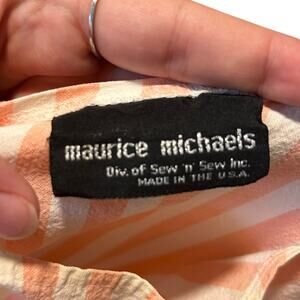 maurice michaels
Div. of Sew 'n' Sew Inc.
MADE IN THE U.S.A.